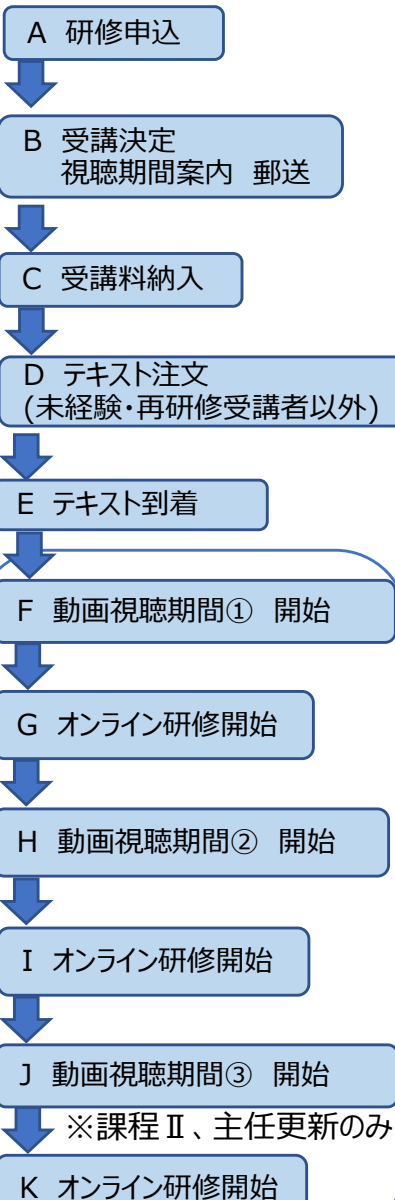 A 研修申込
B 受講決定
視聴期間案内 郵送
C 受講料納入
D テキスト注文
(未経験・再研修受講者以外)
E テキスト到着
F 動画視聴期間① 開始
G オンライン研修開始
H 動画視聴期間② 開始
I オンライン研修開始
J 動画視聴期間③ 開始
※課程Ⅱ、主任更新のみ
K オンライン研修開始